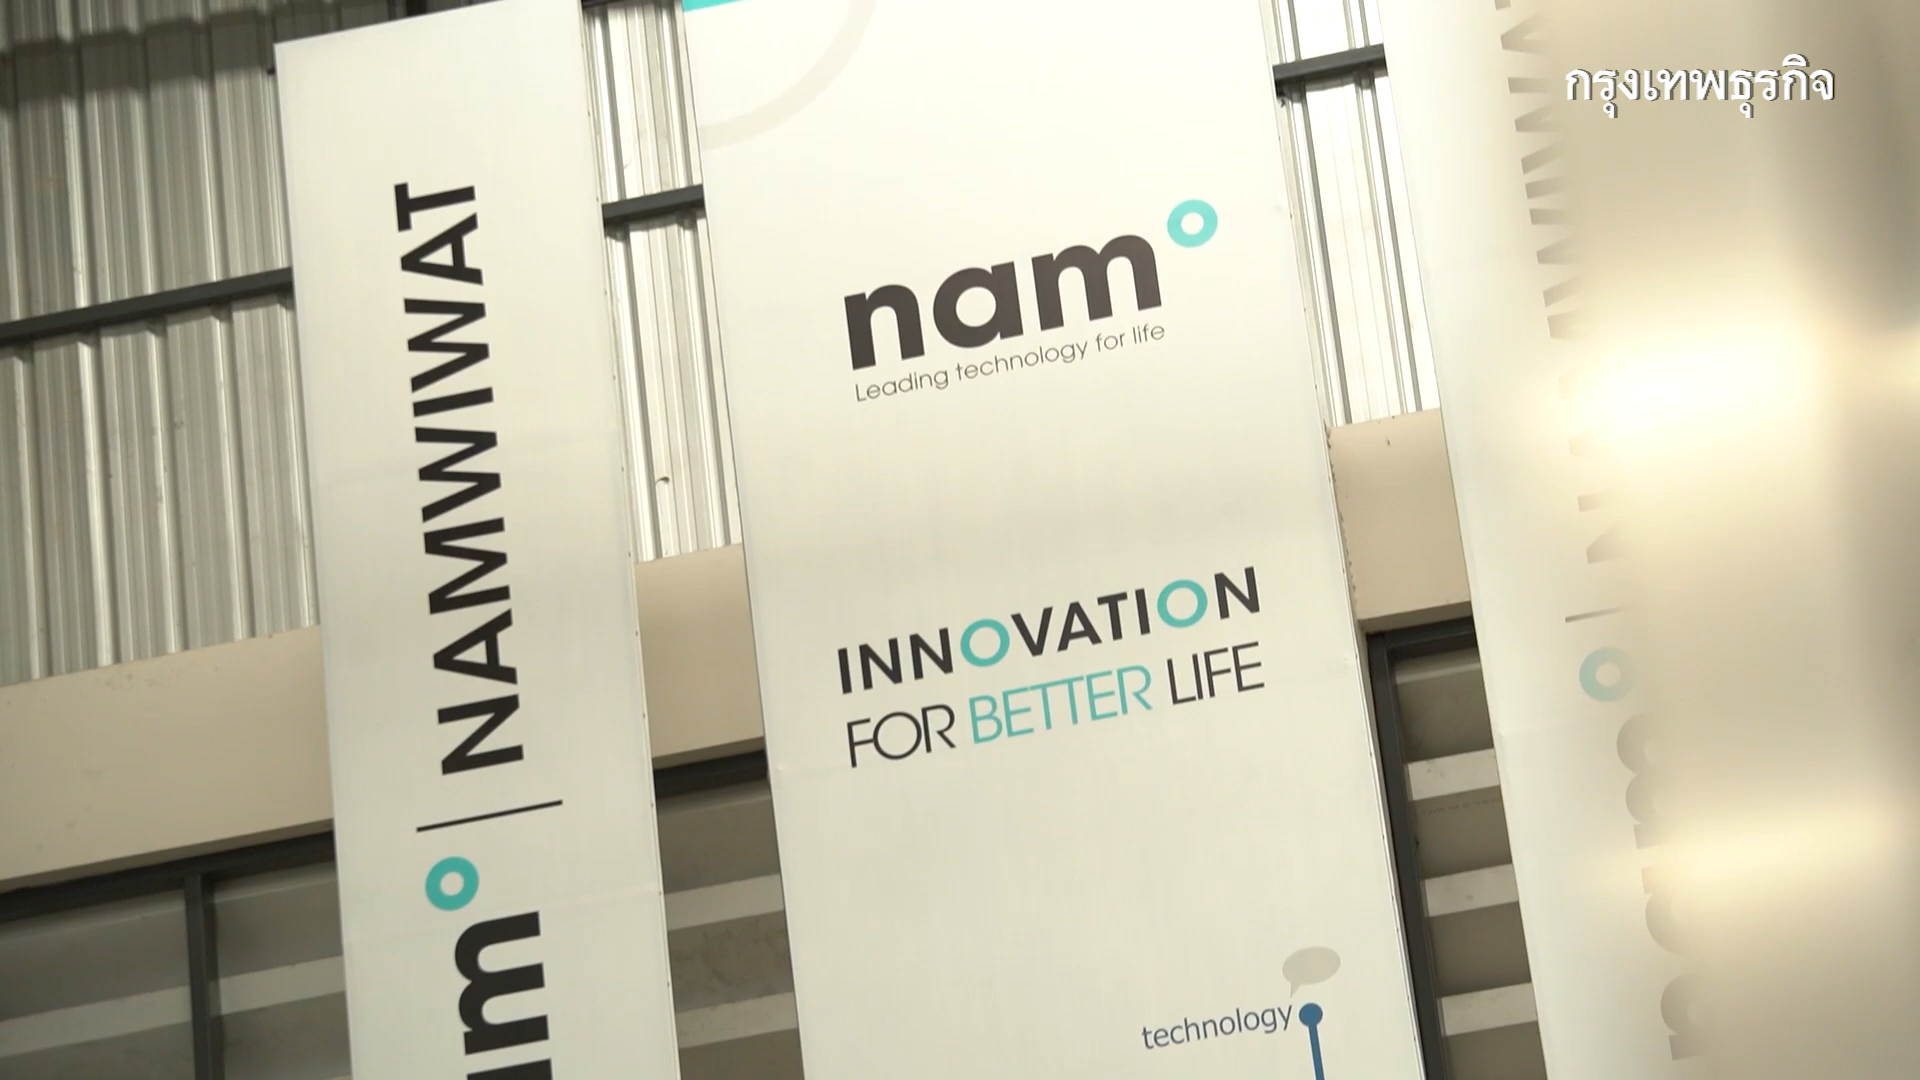 กรุงเทพธุรกิจ
nam
Leading technology for life
INNOVATION
FOR BETTER LIFE
technology
NAMWIWAT